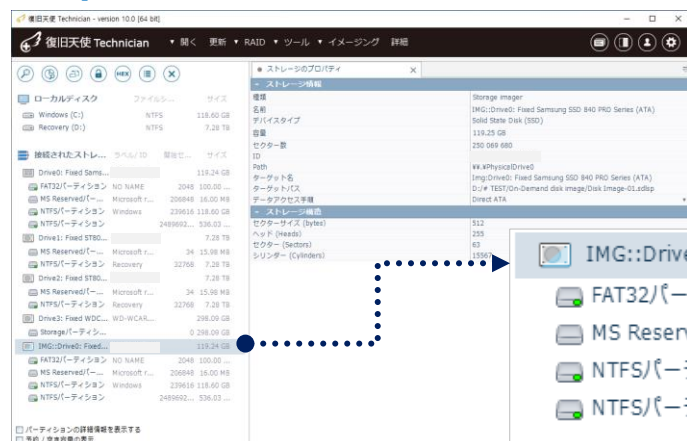 復旧天使 Technician - version 10.0 [64 bit]
復旧天使 Technician
▼ 開く 更新 ▼ RAID ▼ ツール ▼ イメージング 詳細
HEX
ストレージのプロパティ
ローカルディスク ファイルシ... サイズ
Windows (C:) NTFS 118.60 GB
Recovery (D:) NTFS 7.28 TB
接続されたストレ... ラベル/ ID 開始セ... サイズ
Drive0: Fixed Sams... 119.24 GB
FAT32パーティション NO NAME 2048 100.00 ...
MS Reservedパー... Microsoft r... 206848 16.00 MB
NTFSパーティション Windows 239616 118.60 GB
NTFSパーティション 2489692... 536.03 ...
Drive1: Fixed ST80... 7.28 TB
MS Reservedパー... Microsoft r... 34 15.98 MB
NTFSパーティション Recovery 32768 7.28 TB
Drive2: Fixed ST80... 7.28 TB
MS Reservedパー... Microsoft r... 34 15.98 MB
NTFSパーティション Recovery 32768 7.28 TB
Drive3: Fixed WDC... WD-WCAR... 298.09 GB
Storageパーティシ... 0 298.09 GB
IMG::Drive0: Fixed... 119.24 GB
FAT32パーティション NO NAME 2048 100.00 ...
MS Reservedパー... Microsoft r... 206848 16.00 MB
NTFSパーティション Windows 239616 118.60 GB
NTFSパーティション 2489692... 536.03 ...
パーティションの詳細情報を表示する
予約 / 空き容量の表示
- ストレージ情報
種類 Storage imager
名前 IMG::Drive0: Fixed Samsung SSD 840 PRO Series (ATA)
デバイスタイプ Solid State Disk (SSD)
容量 119.25 GB
セクター数 250 069 680
ID
Path \\.\PhysicalDrive0
ターゲット名 Img:Drive0: Fixed Samsung SSD 840 PRO Series (ATA)
ターゲットパス D:/# TEST/On-Demand disk image/Disk Image-01.sdlsp
データアクセス手順 Direct ATA
- ストレージ構造
セクターサイズ (bytes) 512
ヘッド (Heads) 255
セクター (Sectors) 63
シリンダー (Cylinders)
IMG::Drive
FAT32パー
MS Reserv
NTFSパー
NTFSパー